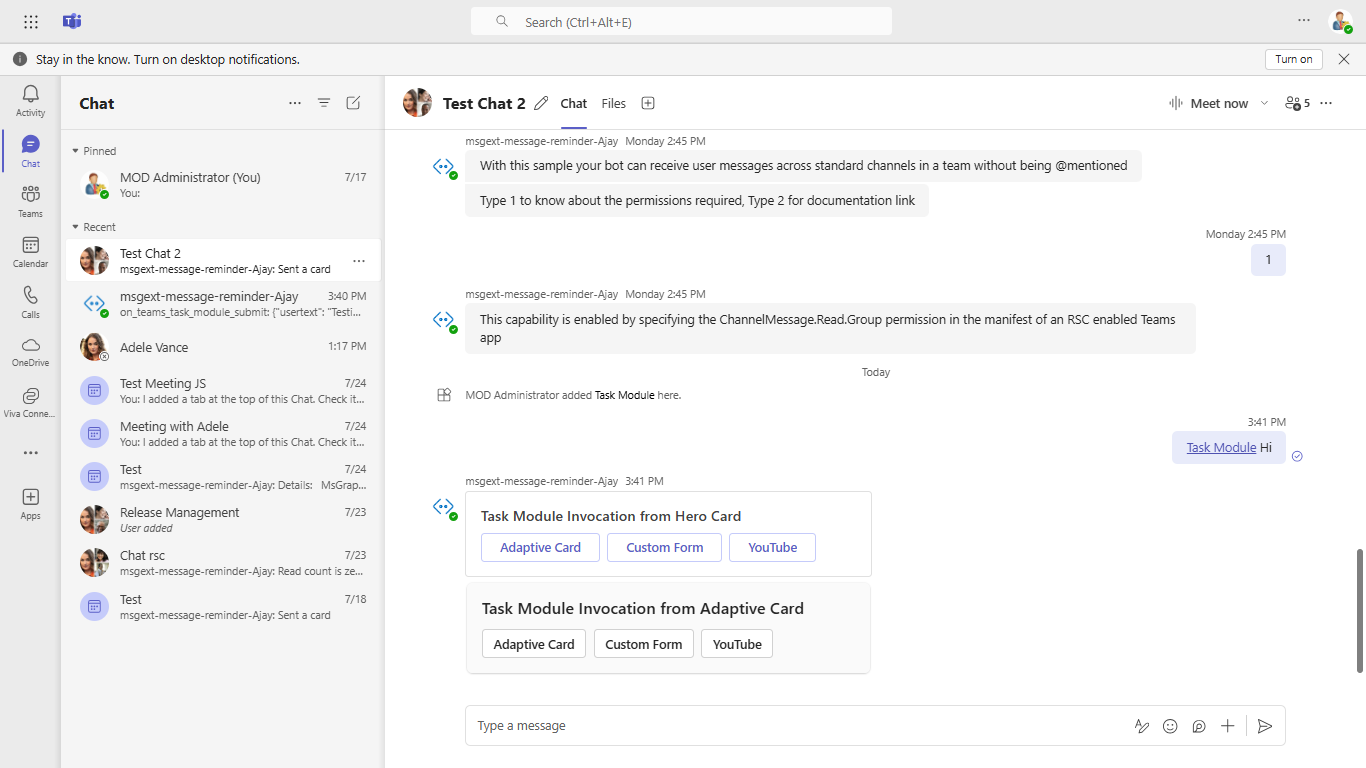 Search (Ctrl+Alt+E)
Stay in the know. Turn on desktop notifications.
Turn on
Activity
Chat
Teams
Calendar
Calls
OneDrive
Viva Conne...
Apps
Chat
Pinned
MOD Administrator (You)
7/17
You:
Recent
Test Chat 2
msgext-message-reminder-Ajay: Sent a card
msgext-message-reminder-Ajay
3:40 PM
on_teams_task_module_submit: {"usertext": "Testi...
Adele Vance
1:17 PM
Test Meeting JS
7/24
You: I added a tab at the top of this Chat. Check it...
Meeting with Adele
7/24
You: I added a tab at the top of this Chat. Check it...
Test
7/24
msgext-message-reminder-Ajay: Details: MsGrap...
Release Management
7/23
User added
Chat rsc
7/23
msgext-message-reminder-Ajay: Read count is ze...
Test
7/18
msgext-message-reminder-Ajay: Sent a card
Test Chat 2
Chat
Files
Meet now
5
msgext-message-reminder-Ajay Monday 2:45 PM
With this sample your bot can receive user messages across standard channels in a team without being @mentioned
Type 1 to know about the permissions required, Type 2 for documentation link
Monday 2:45 PM
1
msgext-message-reminder-Ajay Monday 2:45 PM
This capability is enabled by specifying the ChannelMessage.Read.Group permission in the manifest of an RSC enabled Teams
app
Today
MOD Administrator added Task Module here.
3:41 PM
Task Module Hi
msgext-message-reminder-Ajay 3:41 PM
Task Module Invocation from Hero Card
Adaptive Card
Custom Form
YouTube
Task Module Invocation from Adaptive Card
Adaptive Card
Custom Form
YouTube
Type a message